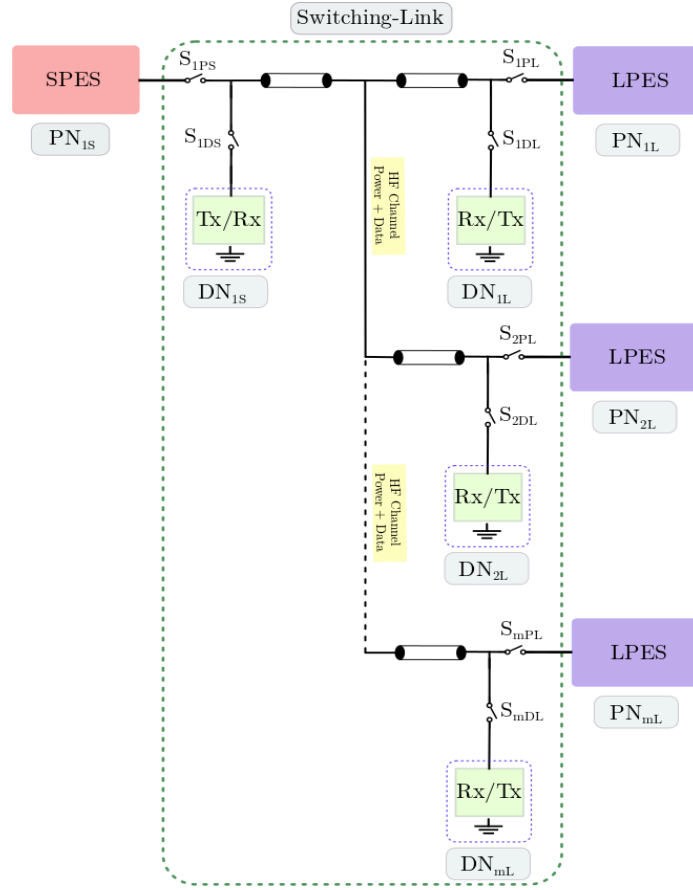 Switching-Link
SPES
S1PS
S1PL
LPES
PN1S
S1DS
S1DL
PN1L
HF Channel
Power + Data
Tx/Rx
Rx/Tx
DN1S
DN1L
S2PL
LPES
S2DL
PN2L
HF Channel
Power + Data
Rx/Tx
DN2L
SmPL
LPES
SmDL
PNmL
Rx/Tx
DNmL